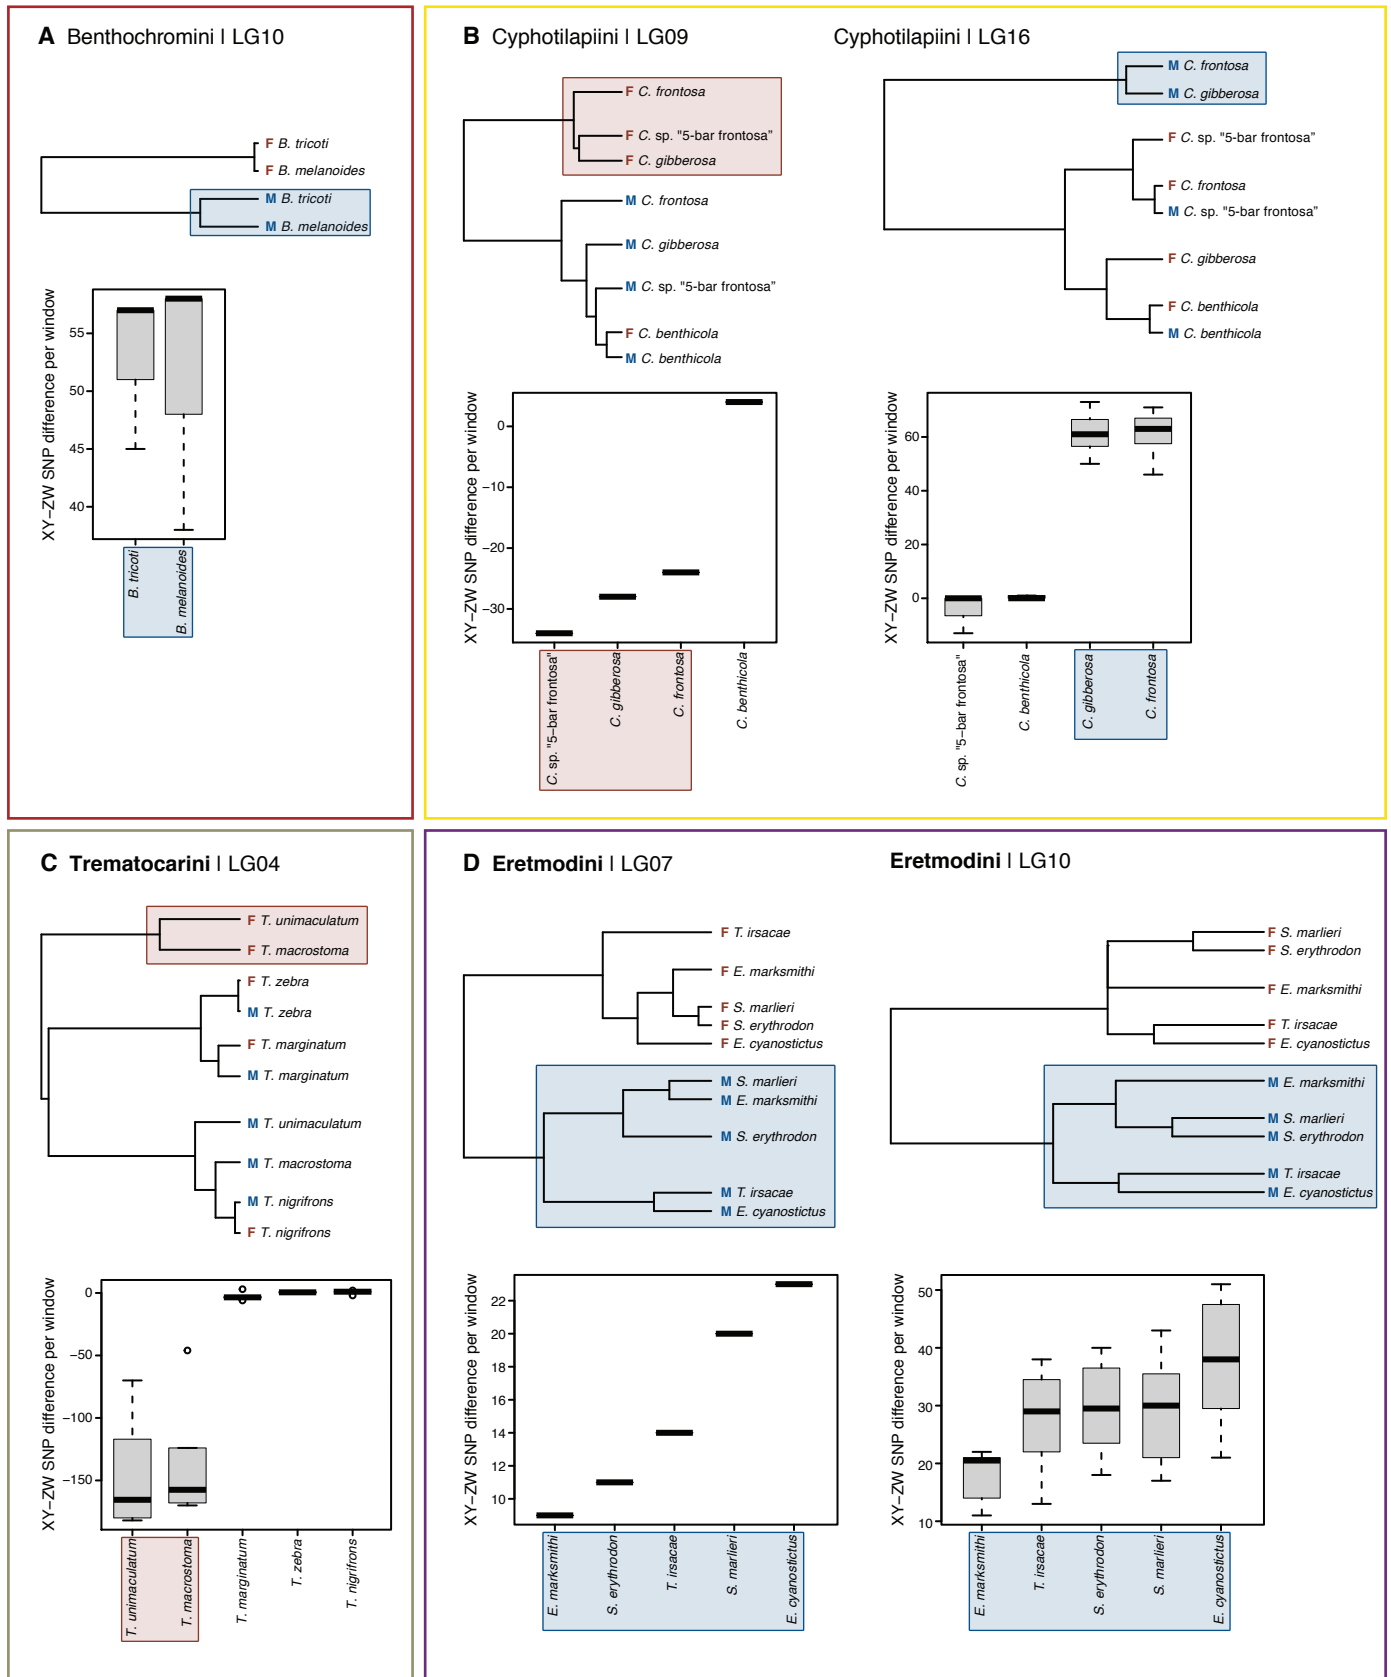 A Benthochromini | LG10
F B. tricoti
F B. melanoides
M B. tricoti
M B. melanoides
XY−ZW SNP difference per window
55
50
45
40
B. tricoti
B. melanoides
B Cyphotilapiini | LG09
F C. frontosa
F C. sp. "5-bar frontosa”
F C. gibberosa
M C. frontosa
M C. gibberosa
M C. sp. "5-bar frontosa”
F C. benthicola
M C. benthicola
XY−ZW SNP difference per window
0
−10
−20
−30
C. sp. "5−bar frontosa"
C. gibberosa
C. frontosa
C. benthicola
Cyphotilapiini | LG16
M C. frontosa
M C. gibberosa
F C. sp. "5-bar frontosa”
F C. frontosa
M C. sp. "5-bar frontosa”
F C. gibberosa
F C. benthicola
M C. benthicola
XY−ZW SNP difference per window
60
40
20
0
C. sp. "5−bar frontosa"
C. benthicola
C. gibberosa
C. frontosa
C Trematocarini | LG04
F T. unimaculatum
F T. macrostoma
F T. zebra
M T. zebra
F T. marginatum
M T. marginatum
M T. unimaculatum
M T. macrostoma
M T. nigrifrons
F T. nigrifrons
XY−ZW SNP difference per window
0
−50
−100
−150
T. unimaculatum
T. macrostoma
T. marginatum
T. zebra
T. nigrifrons
D Eretmodini | LG07
F T. irsacae
F E. marksmithi
F S. marlieri
F S. erythrodon
F E. cyanostictus
M S. marlieri
M E. marksmithi
M S. erythrodon
M T. irsacae
M E. cyanostictus
XY−ZW SNP difference per window
22
20
18
16
14
12
10
E. marksmithi
S. erythrodon
T. irsacae
S. marlieri
E. cyanostictus
Eretmodini | LG10
F S. marlieri
F S. erythrodon
F E. marksmithi
F T. irsacae
F E. cyanostictus
M E. marksmithi
M S. marlieri
M S. erythrodon
M T. irsacae
M E. cyanostictus
XY−ZW SNP difference per window
50
40
30
20
10
E. marksmithi
T. irsacae
S. erythrodon
S. marlieri
E. cyanostictus